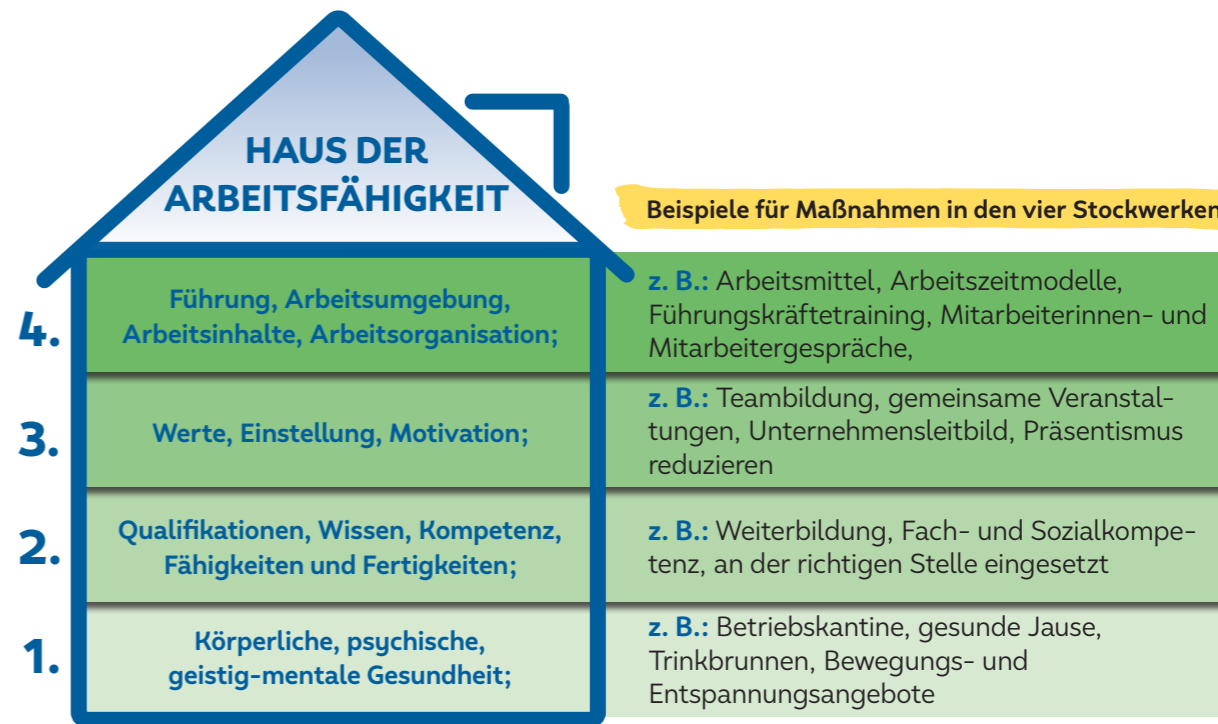 HAUS DER
ARBEITSFÄHIGKEIT
Beispiele für Maßnahmen in den vier Stockwerken
4.
Führung, Arbeitsumgebung,
Arbeitsinhalte, Arbeitsorganisation;
z. B.: Arbeitsmittel, Arbeitszeitmodelle,
Führungskräftetraining, Mitarbeiterinnen- und
Mitarbeitergespräche,
3.
Werte, Einstellung, Motivation;
z. B.: Teambildung, gemeinsame Veranstal-
tungen, Unternehmensleitbild, Präsentismus
reduzieren
2.
Qualifikationen, Wissen, Kompetenz,
Fähigkeiten und Fertigkeiten;
z. B.: Weiterbildung, Fach- und Sozialkompe-
tenz, an der richtigen Stelle eingesetzt
1.
Körperliche, psychische,
geistig-mentale Gesundheit;
z. B.: Betriebskantine, gesunde Jause,
Trinkbrunnen, Bewegungs- und
Entspannungsangebote